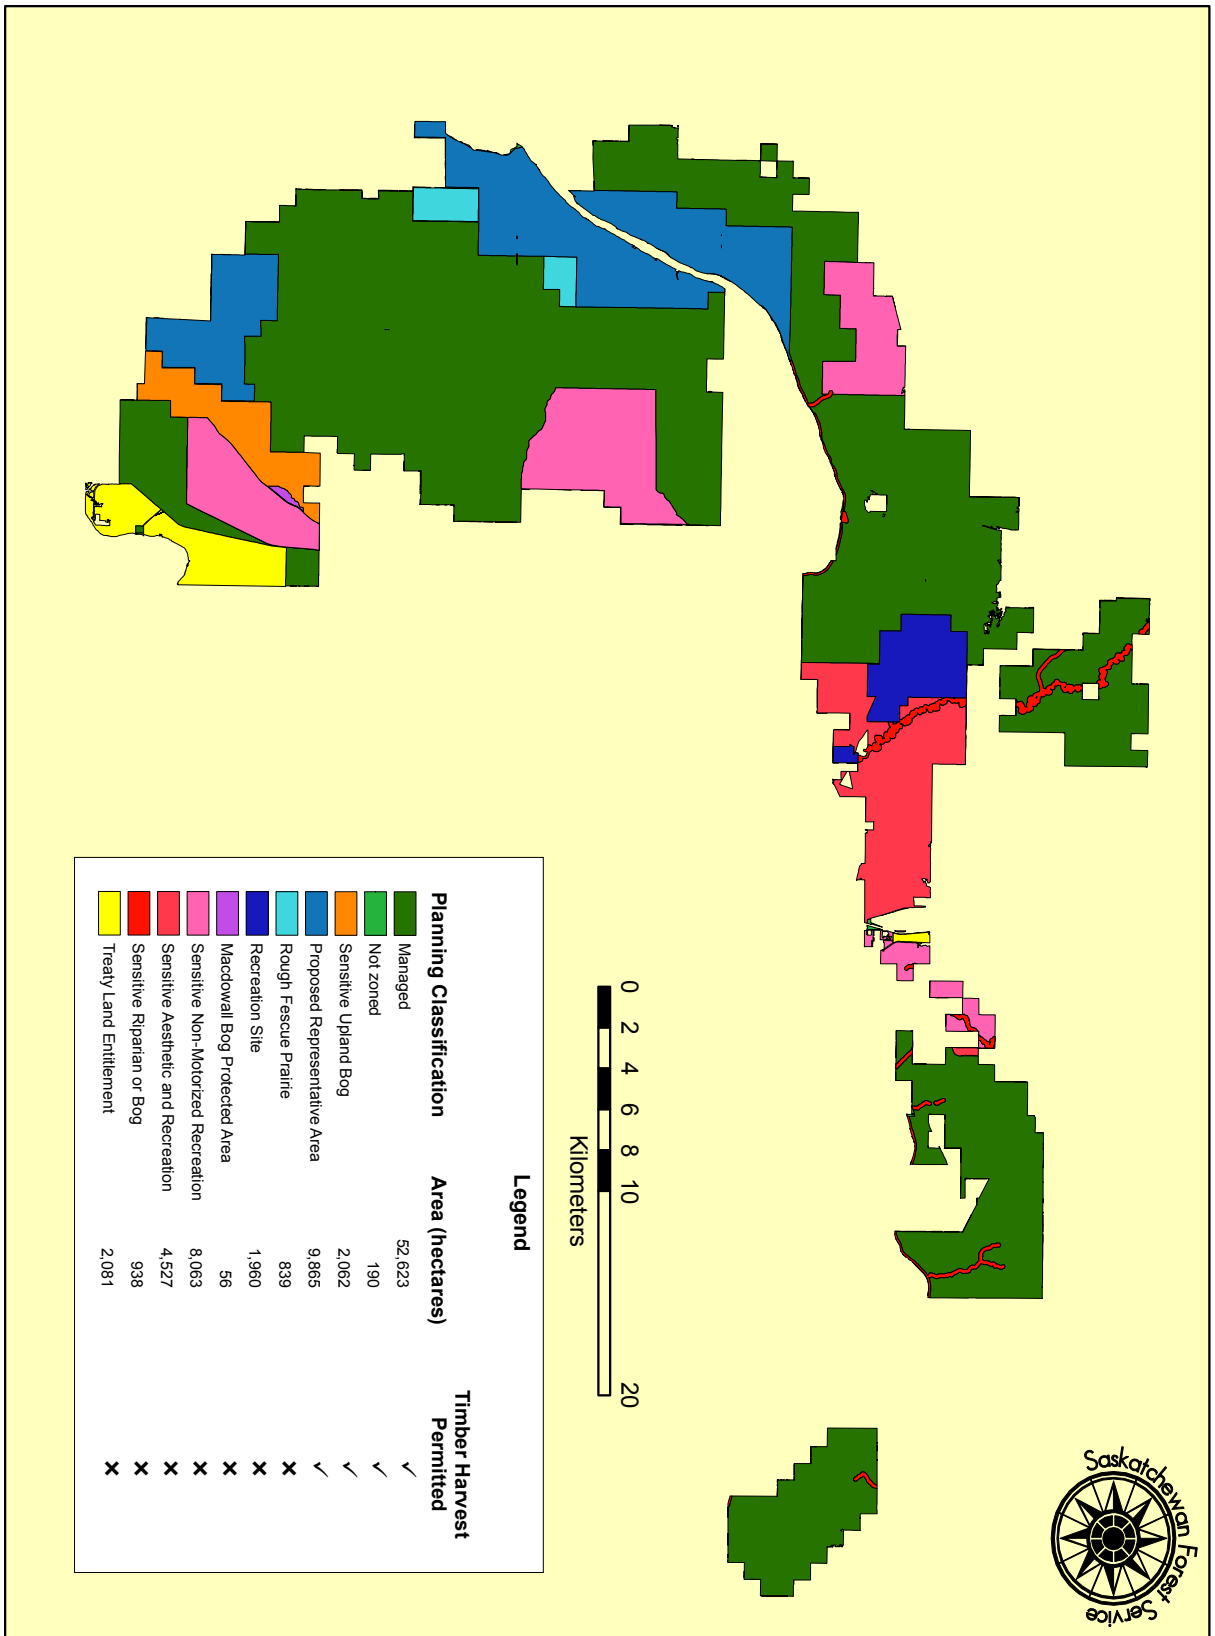 Saskatchewan Forest Service
0 2 4 6 8 10 20
Kilometers
Legend
Planning Classification Area (hectares) Timber Harvest Permitted
Managed 52,623 ✓
Not zoned 190 ✓
Sensitive Upland Bog 2,062 ✓
Proposed Representative Area 9,865 ✓
Rough Fescue Prairie 839 ×
Recreation Site 1,960 ×
Macdowall Bog Protected Area 56 ×
Sensitive Non-Motorized Recreation 8,063 ×
Sensitive Aesthetic and Recreation 4,527 ×
Sensitive Riparian or Bog 938 ×
Treaty Land Entitlement 2,081 ×